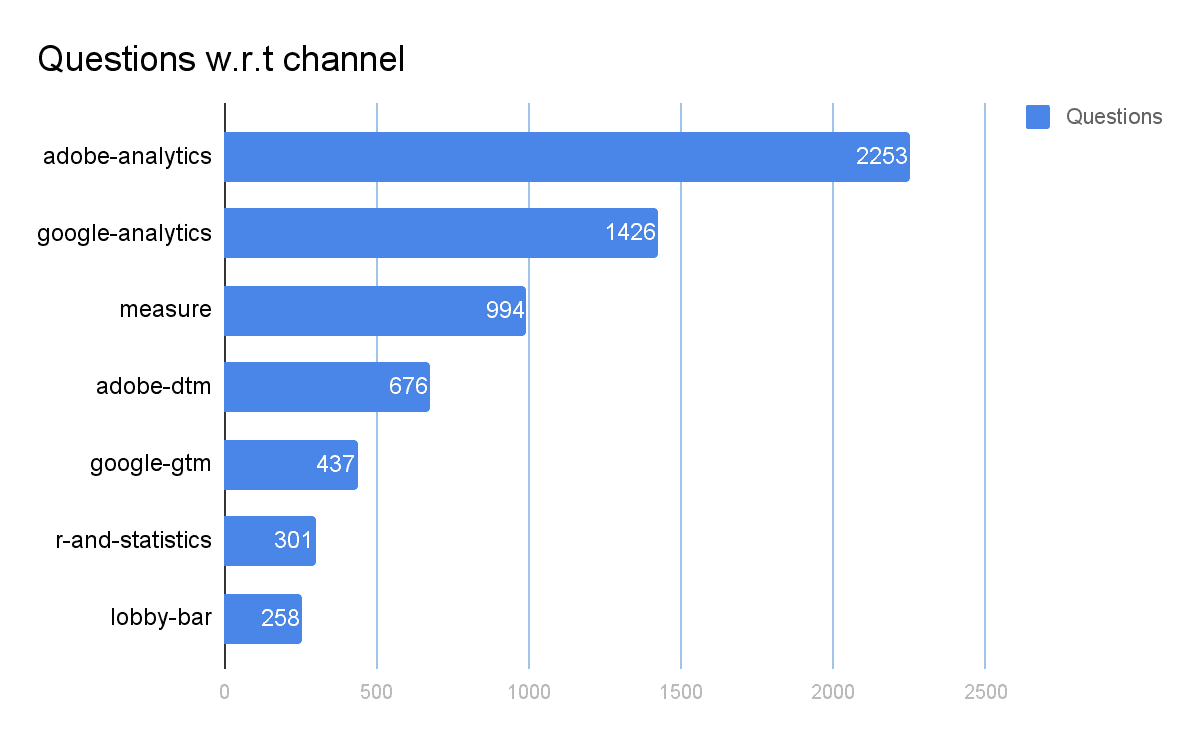 Questions w.r.t channel
Questions
adobe-analytics 2253
google-analytics 1426
measure 994
adobe-dtm 676
google-gtm 437
r-and-statistics 301
lobby-bar 258
0 500 1000 1500 2000 2500